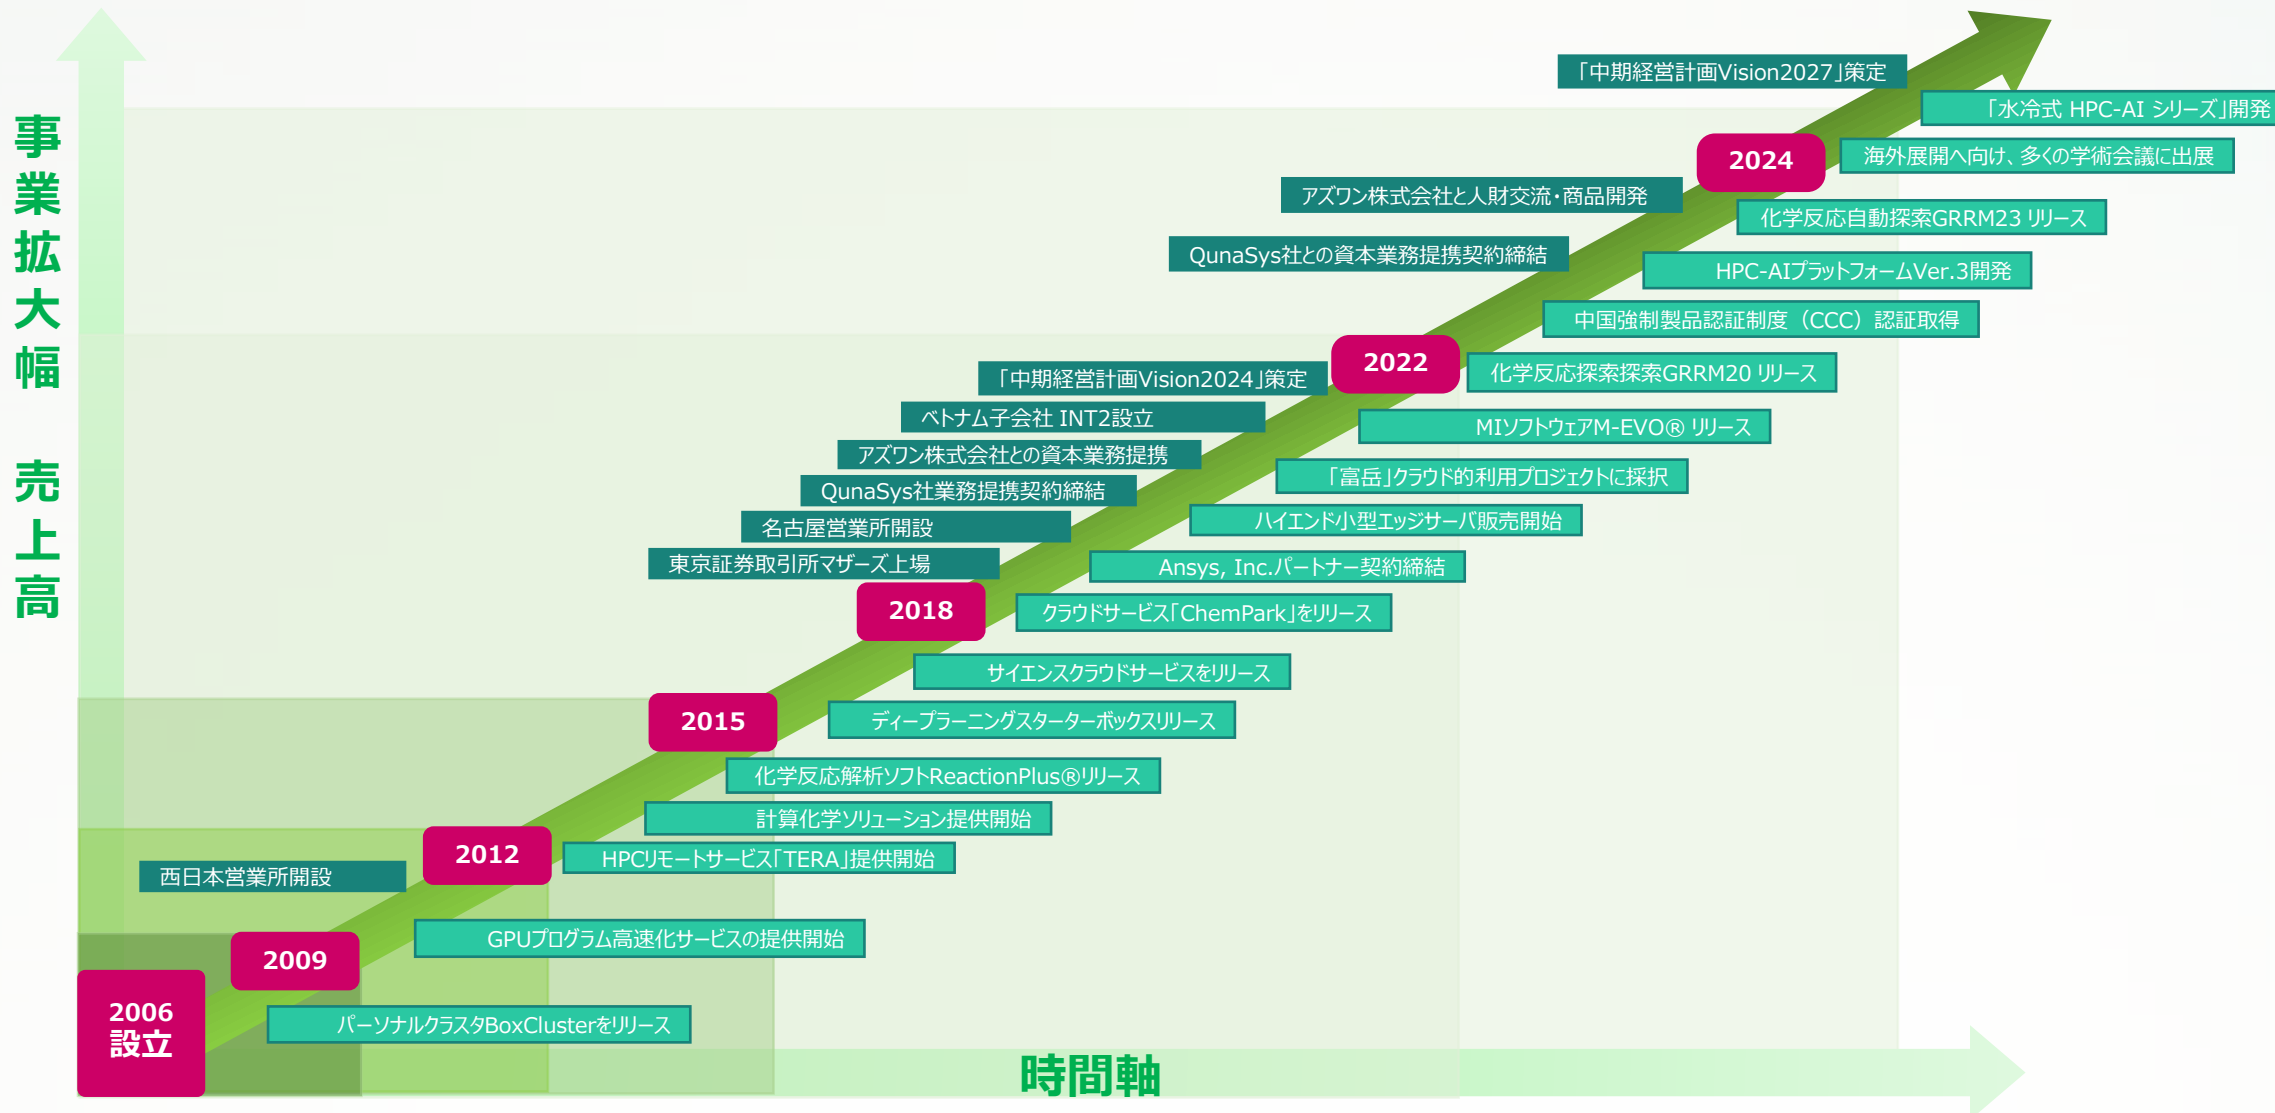 事業拡大幅 売上高
「中期経営計画Vision2027」策定
「水冷式 HPC-AI シリーズ」開発
2024
海外展開へ向け、多くの学術会議に出展
アズワン株式会社と人財交流・商品開発
化学反応自動探索GRRM23 リリース
QunaSys社との資本業務提携契約締結
HPC-AIプラットフォームVer.3開発
中国強制製品認証制度（CCC）認証取得
2022
「中期経営計画Vision2024」策定
化学反応探索探索GRRM20 リリース
ベトナム子会社 INT2設立
MIソフトウェアM-EVO® リリース
アズワン株式会社との資本業務提携
「富岳」クラウド的利用プロジェクトに採択
QunaSys社業務提携契約締結
ハイエンド小型エッジサーバ販売開始
名古屋営業所開設
東京証券取引所マザーズ上場
Ansys, Inc.パートナー契約締結
2018
クラウドサービス「ChemPark」をリリース
サイエンスクラウドサービスをリリース
2015
ディープラーニングスターターボックスリリース
化学反応解析ソフトReactionPlus®リリース
計算化学ソリューション提供開始
2012
HPCリモートサービス「TERA」提供開始
西日本営業所開設
GPUプログラム高速化サービスの提供開始
2009
2006
設立
パーソナルクラスタBoxClusterをリリース
時間軸